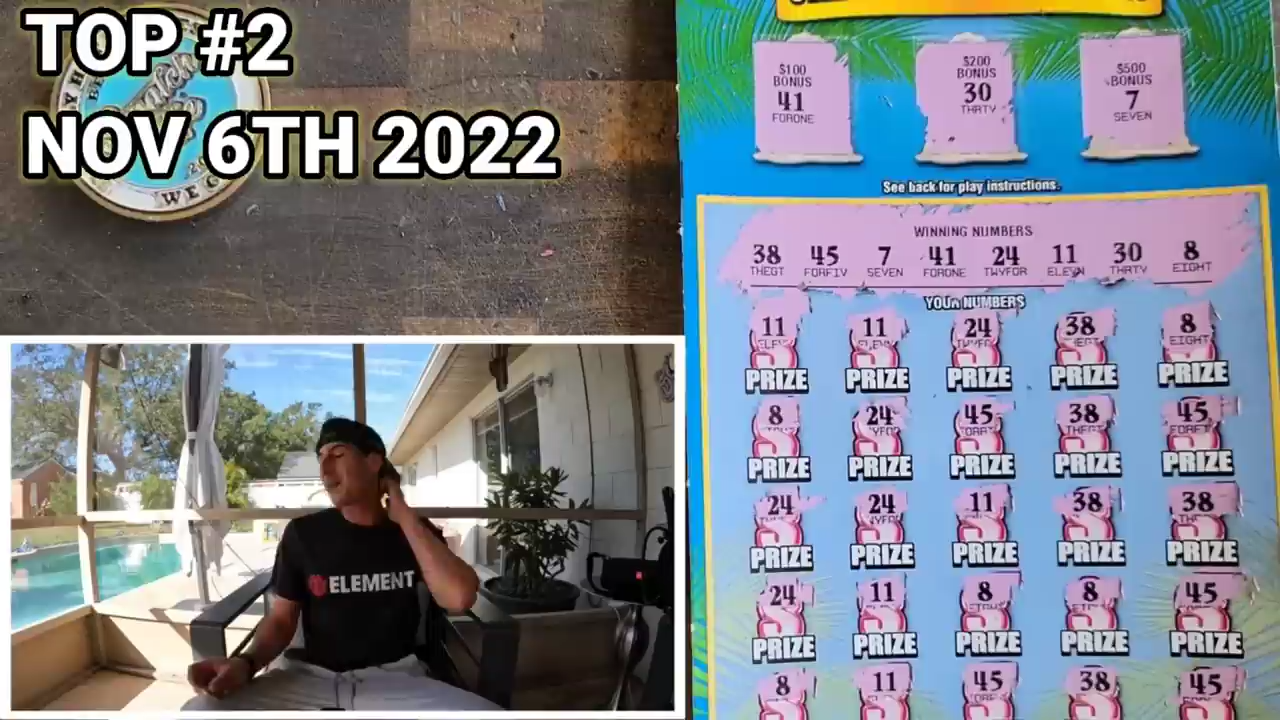 TOP #2
NOV 6TH 2022
WE
ELEMENT
$100
BONUS
41
FORONE
$200
BONUS
30
THRTY
$500
BONUS
7
SEVEN
See back for play instructions.
WINNING NUMBERS
38 45 7 41 24 11 30 8
THEGT FORFIV SEVEN FORONE TWYFOR ELEVN THRTY EIGHT
YOUR NUMBERS
11 11 24 38 8
EIGHT
PRIZE PRIZE PRIZE PRIZE PRIZE
8 24 45 38 45
PRIZE PRIZE PRIZE PRIZE PRIZE
24 24 11 38 38
PRIZE PRIZE PRIZE PRIZE PRIZE
24 11 8 8 45
PRIZE PRIZE PRIZE PRIZE PRIZE
8 11 45 38 45